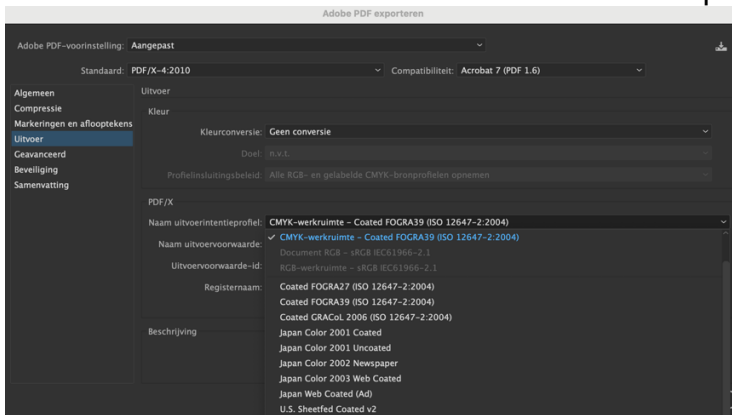 Adobe PDF exporteren
Adobe PDF-voorinstelling: Aangepast
Standaard: PDF/X-4:2010 Compatibiliteit: Acrobat 7 (PDF 1.6)
Algemeen
Compressie
Markeringen en aflooptekens
Uitvoer
Geavanceerd
Beveiliging
Samenvatting
Uitvoer
Kleur
Kleurconversie: Geen conversie
Doel: n.v.t.
Profielinsluitingsbeleid: Alle RGB- en gelabelde CMYK-bronprofielen opnemen
PDF/X
Naam uitvoerintentieprofiel: CMYK-werkruimte - Coated FOGRA39 (ISO 12647-2:2004)
Naam uitvoervoorwaarde:
Uitvoervoorwaarde-id:
Registernaam:
Beschrijving
✓ CMYK-werkruimte - Coated FOGRA39 (ISO 12647-2:2004)
Document RGB - sRGB IEC61966-2.1
RGB-werkruimte - sRGB IEC61966-2.1
Coated FOGRA27 (ISO 12647-2:2004)
Coated FOGRA39 (ISO 12647-2:2004)
Coated GRACoL 2006 (ISO 12647-2:2004)
Japan Color 2001 Coated
Japan Color 2001 Uncoated
Japan Color 2002 Newspaper
Japan Color 2003 Web Coated
Japan Web Coated (Ad)
U.S. Sheetfed Coated v2